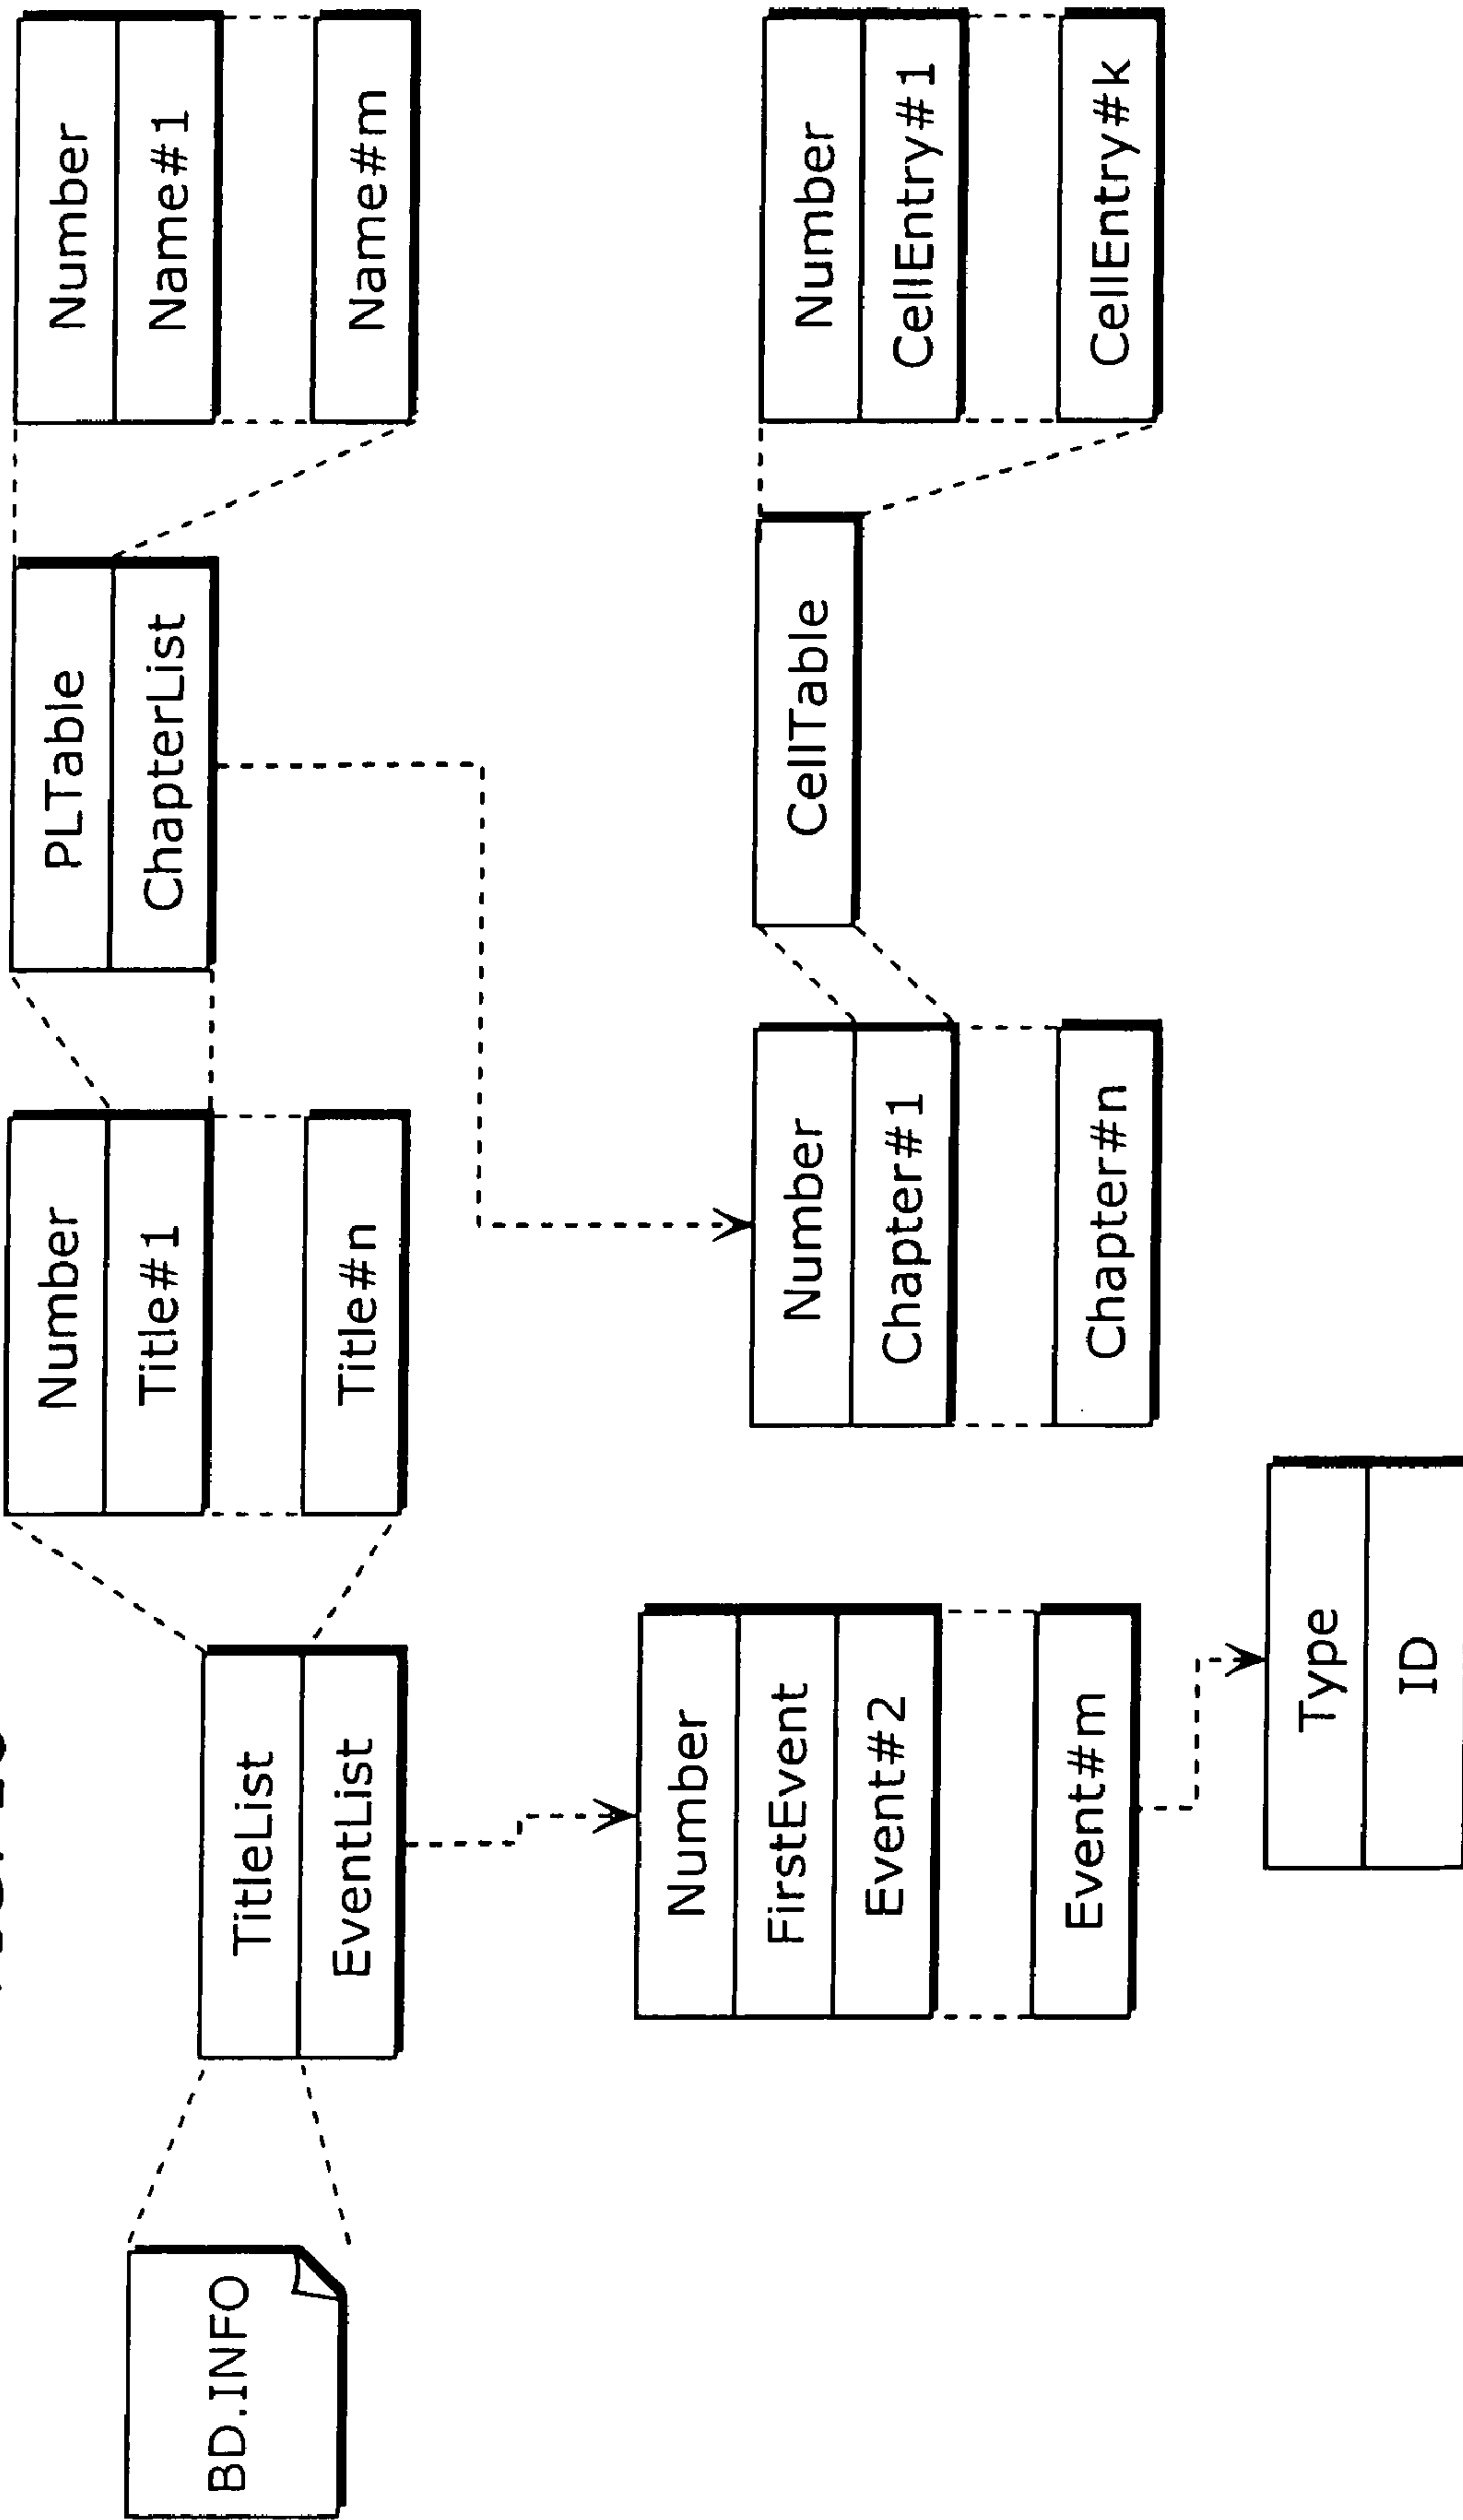 BD.INFO
TitleList
EventList
Number
Title#1
Title#n
PLTable
ChapterList
Number
Name#1
Name#m
Number
FirstEvent
Event#2
Event#m
Type
ID
Number
Chapter#1
Chapter#n
CellTable
Number
CellEntry#1
CellEntry#k